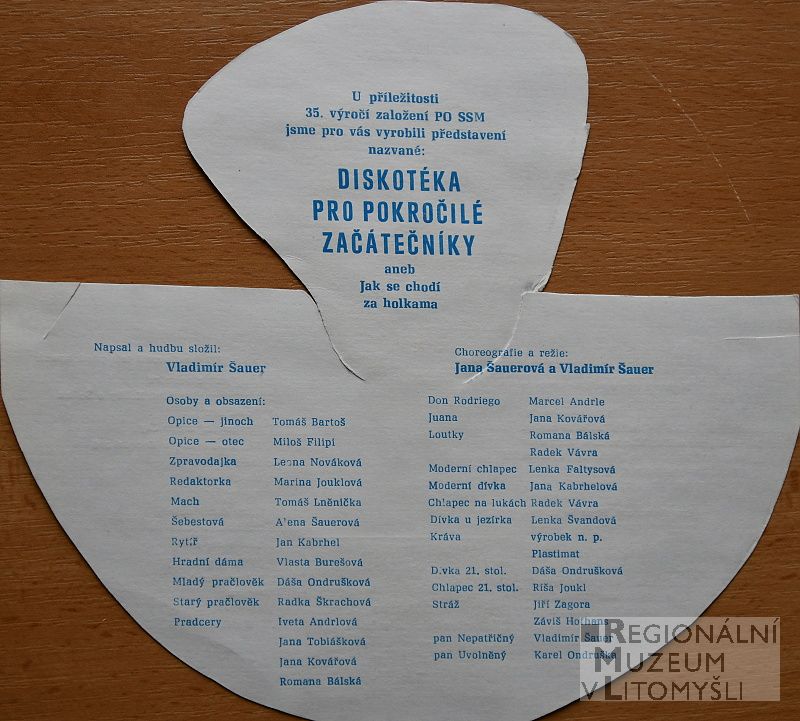 U příležitosti
35. výročí založení PO SSM
jsme pro vás vyrobili představení
nazvané:
DISKOTÉKA
PRO POKROČILÉ
ZAČÁTEČNÍKY
aneb
Jak se chodí
za holkama
Napsal a hudbu složil:
Vladimír Šauer
Osoby a obsazení:
Opice — jinoch Tomáš Bartoš
Opice — otec Miloš Filipi
Zpravodajka Leona Nováková
Redaktorka Marina Jouklová
Mach Tomáš Lněnička
Šebestová Alena Šauerová
Rytíř Jan Kabrhel
Hradní dáma Vlasta Burešová
Mladý pračlověk Dáša Ondrušková
Starý pračlověk Radka Škrachová
Pradcery Iveta Andrlová
Jana Tobiášková
Jana Kovářová
Romana Bálská
Choreografie a režie:
Jana Šauerová a Vladimír Šauer
Don Rodriego Marcel Andrle
Juana Jana Kovářová
Loutky Romana Bálská
Radek Vávra
Moderní chlapec Lenka Faltysová
Moderní dívka Jana Kabrhelová
Chlapec na lukách Radek Vávra
Dívka u jezírka Lenka Švandová
Kráva výrobek n. p.
Plastimat
Dívka 21. stol. Dáša Ondrušková
Chlapec 21. stol. Ríša Joukl
Stráž Jiří Zagora
Záviš Hofhans
pan Nepatřičný Vladimír Šauer
pan Uvolněný Karel Ondruška
REGIONÁLNÍ
MUZEUM
V LITOMYŠLI